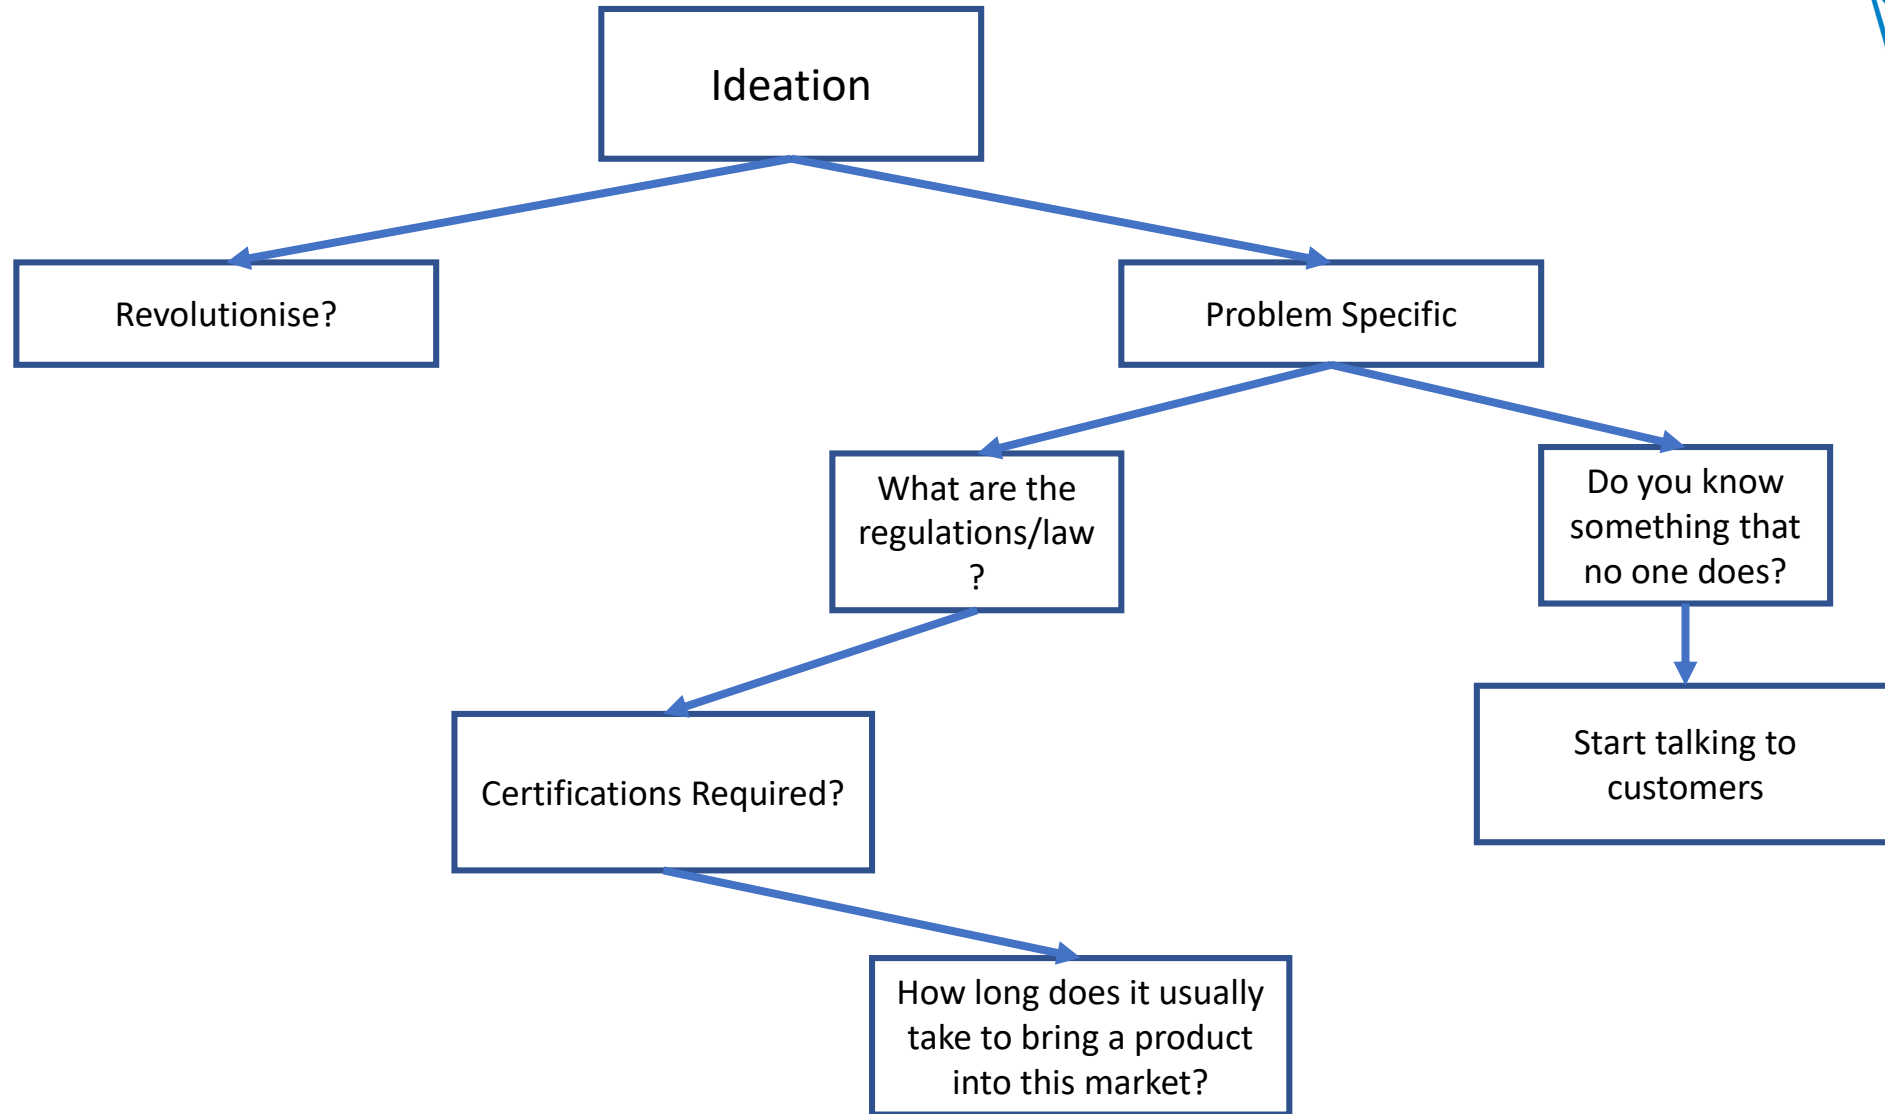 Ideation
Revolutionise?
Problem Specific
What are the
regulations/law
?
Do you know
something that
no one does?
Certifications Required?
Start talking to
customers
How long does it usually
take to bring a product
into this market?